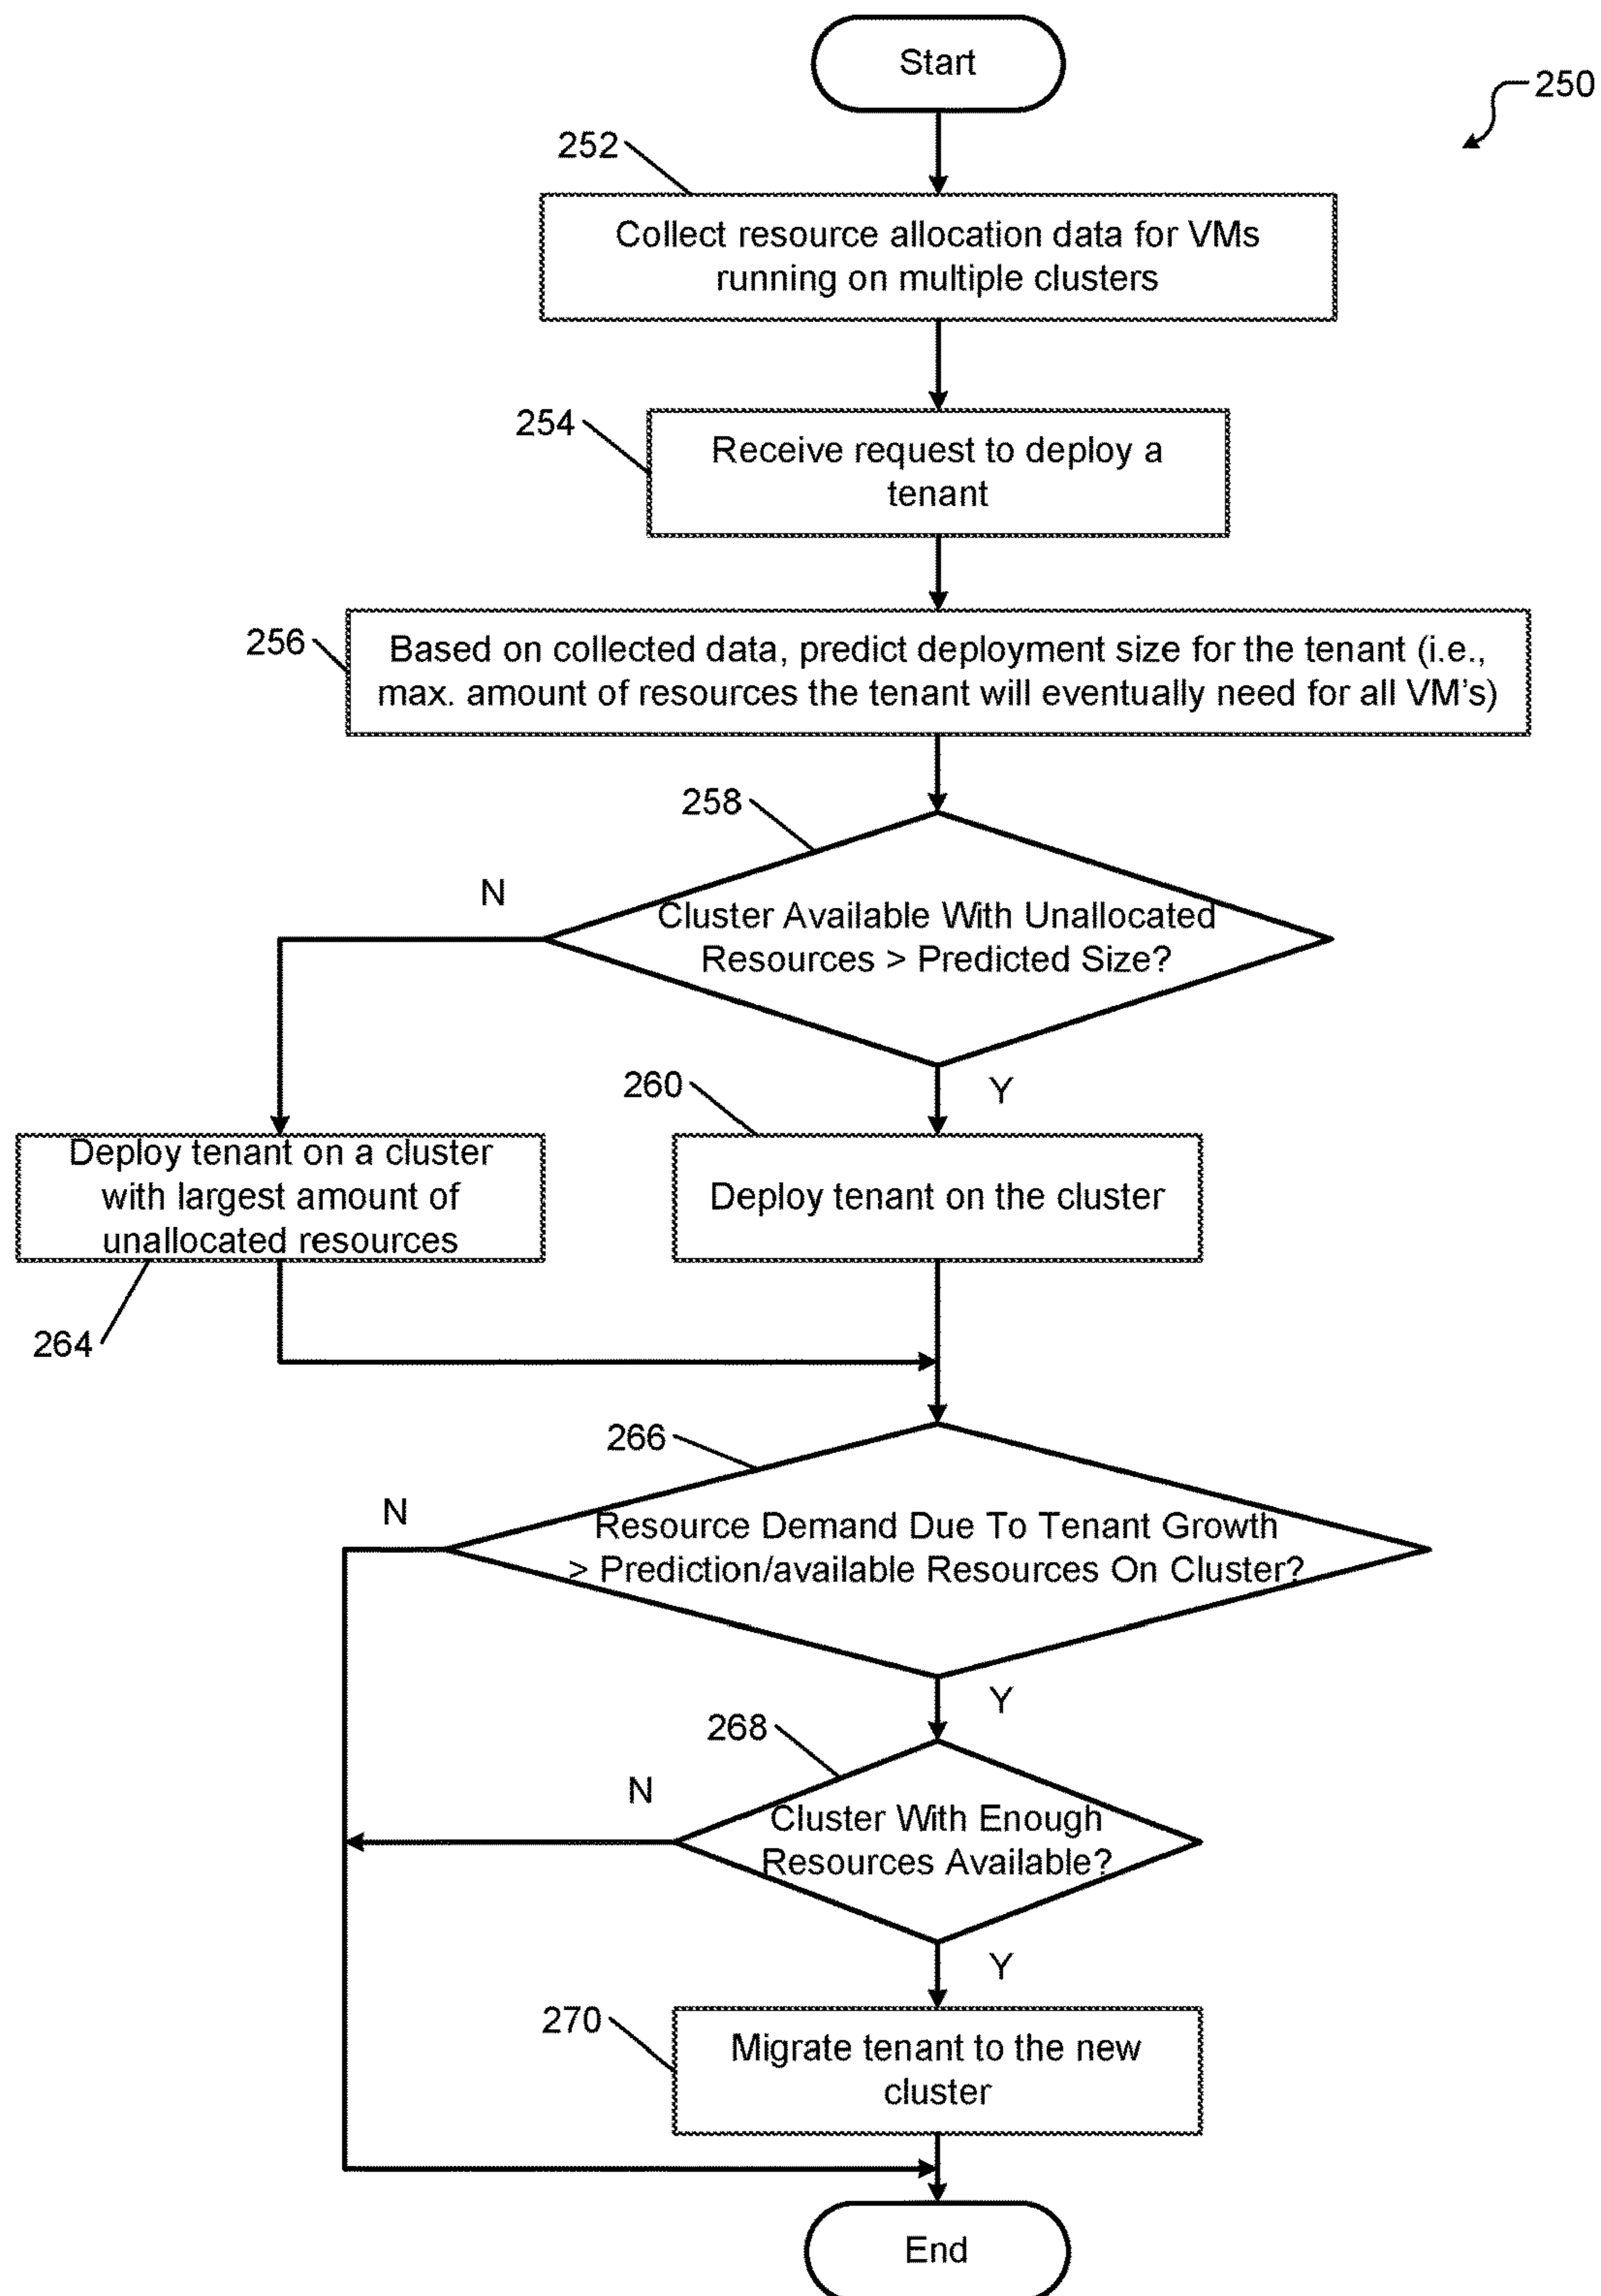 Start
250
252
Collect resource allocation data for VMs
running on multiple clusters
254
Receive request to deploy a
tenant
256
Based on collected data, predict deployment size for the tenant (i.e.,
max. amount of resources the tenant will eventually need for all VM's)
258
N
Cluster Available With Unallocated
Resources > Predicted Size?
Y
260
Deploy tenant on a cluster
with largest amount of
unallocated resources
Deploy tenant on the cluster
264
266
N
Resource Demand Due To Tenant Growth
> Prediction/available Resources On Cluster?
Y
268
N
Cluster With Enough
Resources Available?
Y
270
Migrate tenant to the new
cluster
End